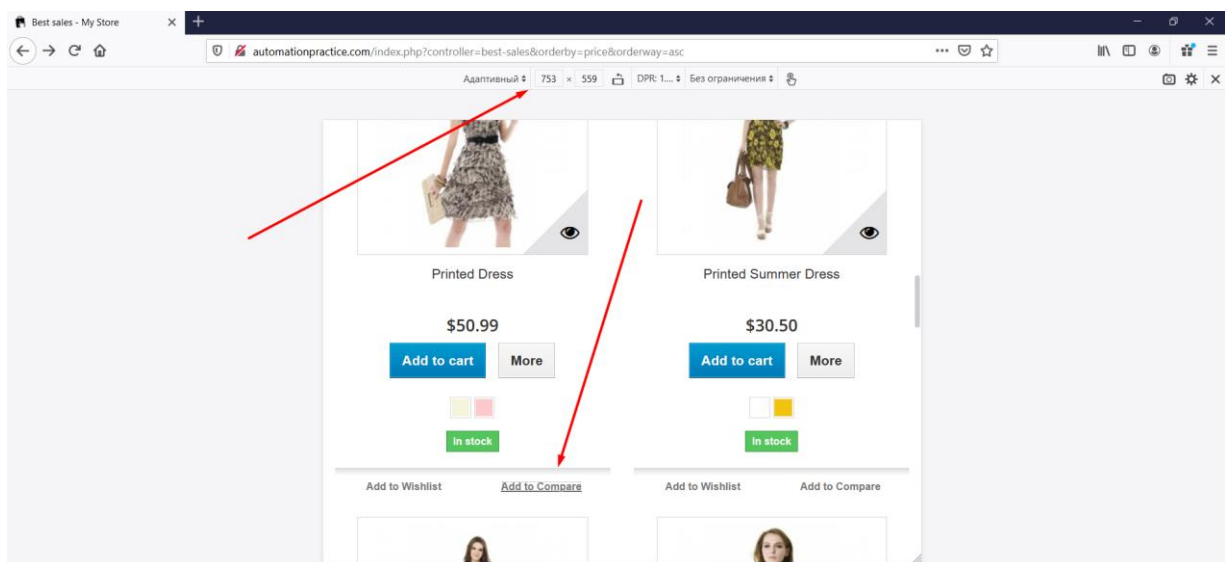 Best sales - My Store
automationpractice.com/index.php?controller=best-sales&orderby=price&orderway=asc
Адаптивный 753 × 559 DPR: 1.... Без ограничения
Printed Dress Printed Summer Dress
$50.99 $30.50
Add to cart More Add to cart More
In stock In stock
Add to Wishlist Add to Compare Add to Wishlist Add to Compare